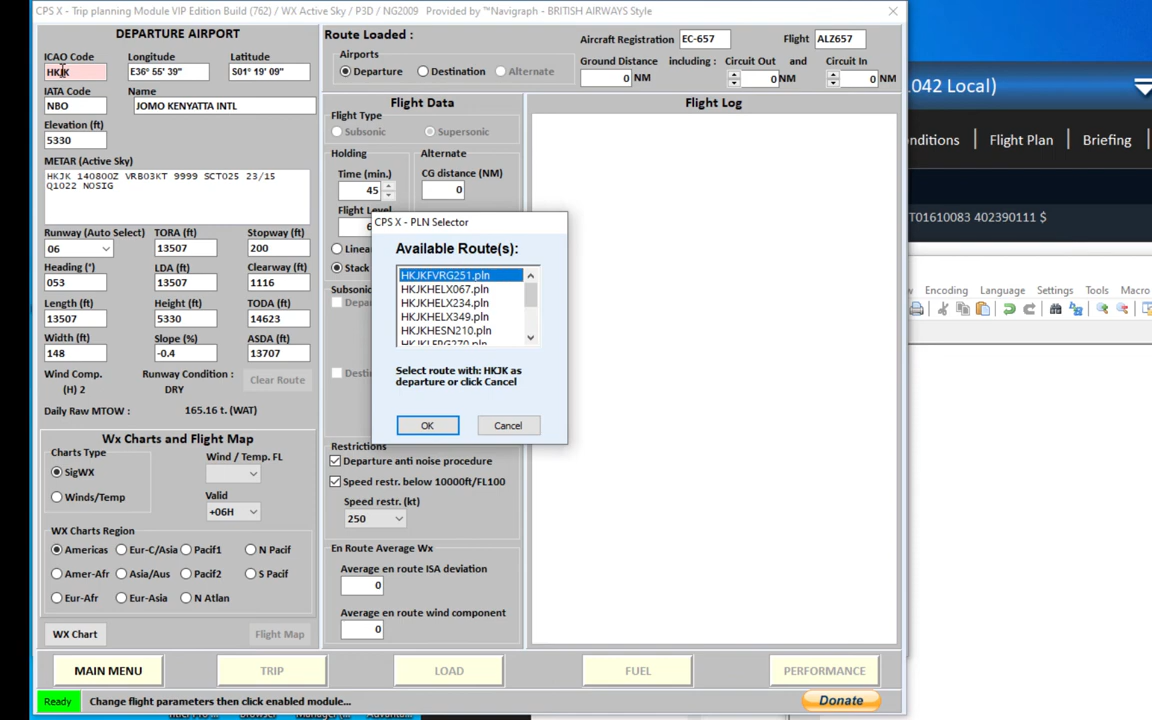 CPS X - Trip planning Module VIP Edition Build (762) / WX Active Sky / P3D / NG2009 Provided by ™Navigraph - BRITISH AIRWAYS Style
DEPARTURE AIRPORT
ICAO Code Longitude Latitude
HKJK E36° 55' 39" S01° 19' 09"
IATA Code Name
NBO JOMO KENYATTA INTL
Elevation (ft)
5330
METAR (Active Sky)
HKJK 140800Z VRB03KT 9999 SCT025 23/15
Q1022 NOSIG
Runway (Auto Select) TORA (ft) Stopway (ft)
06 13507 200
Heading (°) LDA (ft) Clearway (ft)
053 13507 1116
Length (ft) Height (ft) TODA (ft)
13507 5330 14623
Width (ft) Slope (%) ASDA (ft)
148 -0.4 13707
Wind Comp. Runway Condition : Clear Route
(H) 2 DRY
Daily Raw MTOW : 165.16 t. (WAT)
Wx Charts and Flight Map
Charts Type Wind / Temp. FL
SigWX
Winds/Temp Valid
+06H
WX Charts Region
Americas Eur-C/Asia Pacif1 N Pacif
Amer-Afr Asia/Aus Pacif2 S Pacif
Eur-Afr Eur-Asia N Atlan
WX Chart Flight Map
Route Loaded :
Airports
Departure Destination Alternate
Aircraft Registration EC-657 Flight ALZ657
Ground Distance including : Circuit Out and Circuit In
0 NM 0 NM 0 NM
Flight Data
Flight Type
Subsonic Supersonic
Holding Alternate
Time (min.) CG distance (NM)
45 0
Flight Level
6
Linea
Stack
Subsonic
Depa
Desti
CPS X - PLN Selector
Available Route(s):
HKJKFVRG251.pln
HKJKHELX067.pln
HKJKHELX234.pln
HKJKHELX349.pln
HKJKHESN210.pln
Select route with: HKJK as
departure or click Cancel
OK Cancel
Restrictions
Departure anti noise procedure
Speed restr. below 10000ft/FL100
Speed restr. (kt)
250
En Route Average Wx
Average en route ISA deviation
0
Average en route wind component
0
Flight Log
MAIN MENU TRIP LOAD FUEL PERFORMANCE
Ready Change flight parameters then click enabled module... Donate
042 Local)
nditions Flight Plan Briefing
T01610083 402390111 $
w Encoding Language Settings Tools Macro